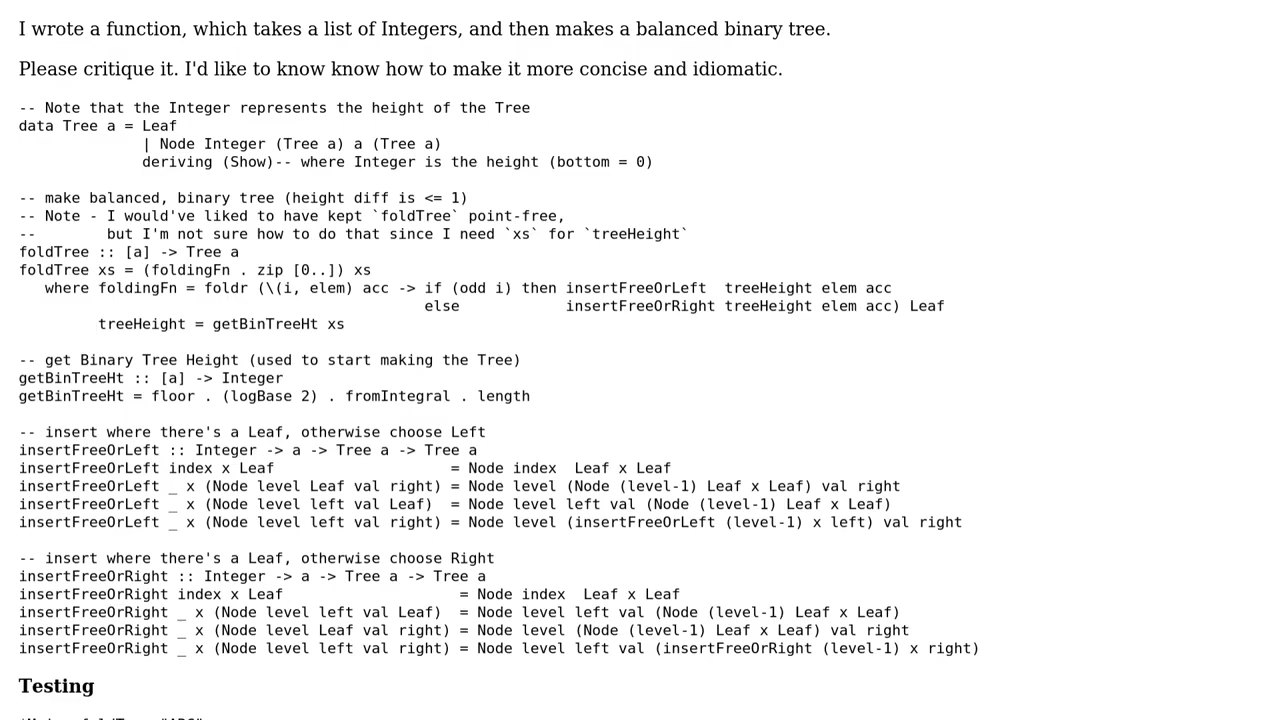 I wrote a function, which takes a list of Integers, and then makes a balanced binary tree.
Please critique it. I'd like to know know how to make it more concise and idiomatic.
-- Note that the Integer represents the height of the Tree
data Tree a = Leaf
              | Node Integer (Tree a) a (Tree a)
              deriving (Show)-- where Integer is the height (bottom = 0)
-- make balanced, binary tree (height diff is <= 1)
-- Note - I would've liked to have kept `foldTree` point-free,
--        but I'm not sure how to do that since I need `xs` for `treeHeight`
foldTree :: [a] -> Tree a
foldTree xs = (foldingFn . zip [0..]) xs
   where foldingFn = foldr (\(i, elem) acc -> if (odd i) then insertFreeOrLeft  treeHeight elem acc
                                              else            insertFreeOrRight treeHeight elem acc) Leaf
         treeHeight = getBinTreeHt xs
-- get Binary Tree Height (used to start making the Tree)
getBinTreeHt :: [a] -> Integer
getBinTreeHt = floor . (logBase 2) . fromIntegral . length
-- insert where there's a Leaf, otherwise choose Left
insertFreeOrLeft :: Integer -> a -> Tree a -> Tree a
insertFreeOrLeft index x Leaf                    = Node index  Leaf x Leaf
insertFreeOrLeft _ x (Node level Leaf val right) = Node level (Node (level-1) Leaf x Leaf) val right
insertFreeOrLeft _ x (Node level left val Leaf)  = Node level left val (Node (level-1) Leaf x Leaf)
insertFreeOrLeft _ x (Node level left val right) = Node level (insertFreeOrLeft (level-1) x left) val right
-- insert where there's a Leaf, otherwise choose Right
insertFreeOrRight :: Integer -> a -> Tree a -> Tree a
insertFreeOrRight index x Leaf                    = Node index  Leaf x Leaf
insertFreeOrRight _ x (Node level left val Leaf)  = Node level left val (Node (level-1) Leaf x Leaf)
insertFreeOrRight _ x (Node level Leaf val right) = Node level (Node (level-1) Leaf x Leaf) val right
insertFreeOrRight _ x (Node level left val right) = Node level left val (insertFreeOrRight (level-1) x right)
Testing